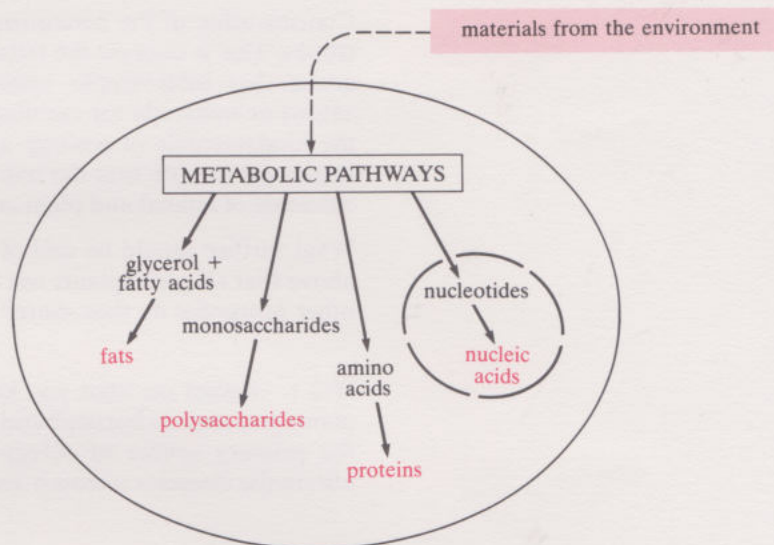 materials from the environment
METABOLIC PATHWAYS
glycerol +
fatty acids
fats
monosaccharides
polysaccharides
amino
acids
proteins
nucleotides
nucleic
acids